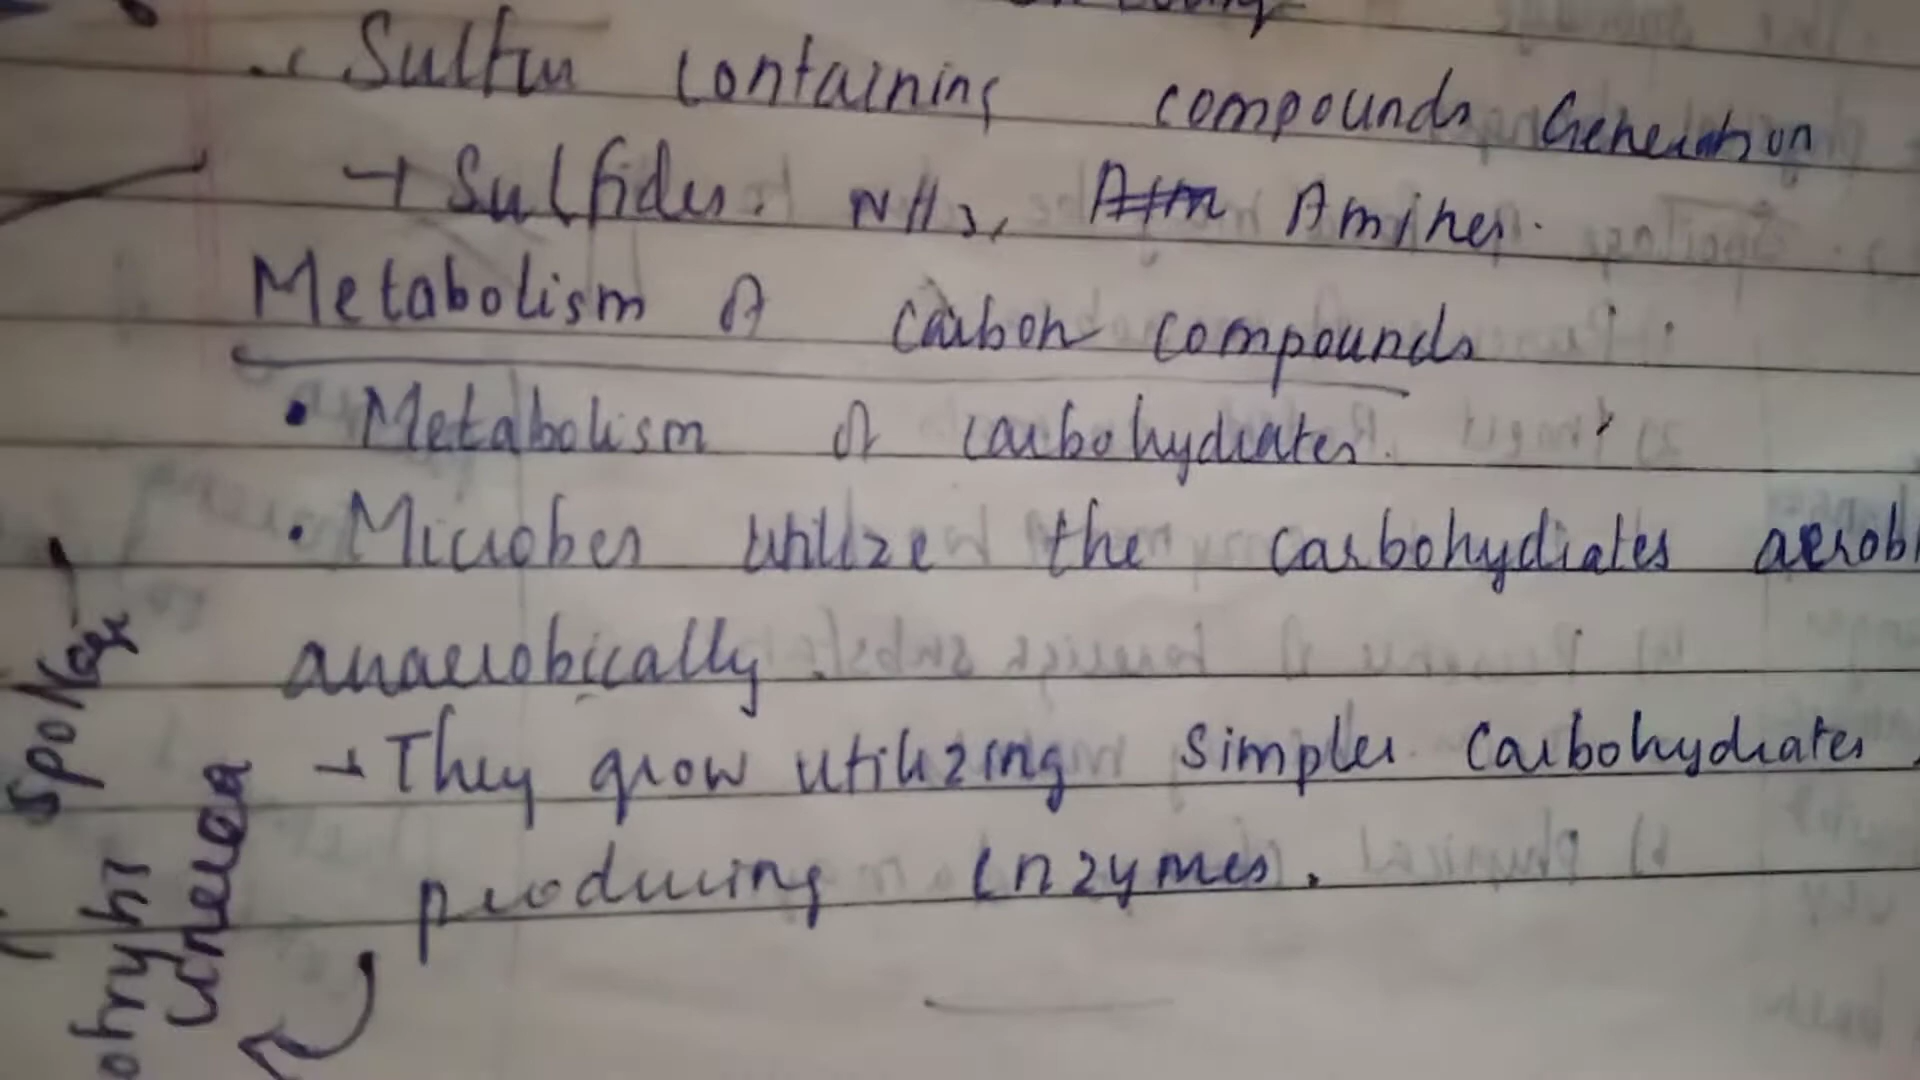 Sulfur containing compounds Generation
→ Sulfides. NH3, Amines.
Metabolism of carbon compounds
• Metabolism of carbohydrates.
• Microbes utilize the carbohydrates aerobi
anaerobically.
→ They grow utilizing simpler carbohydrates,
producing enzymes.